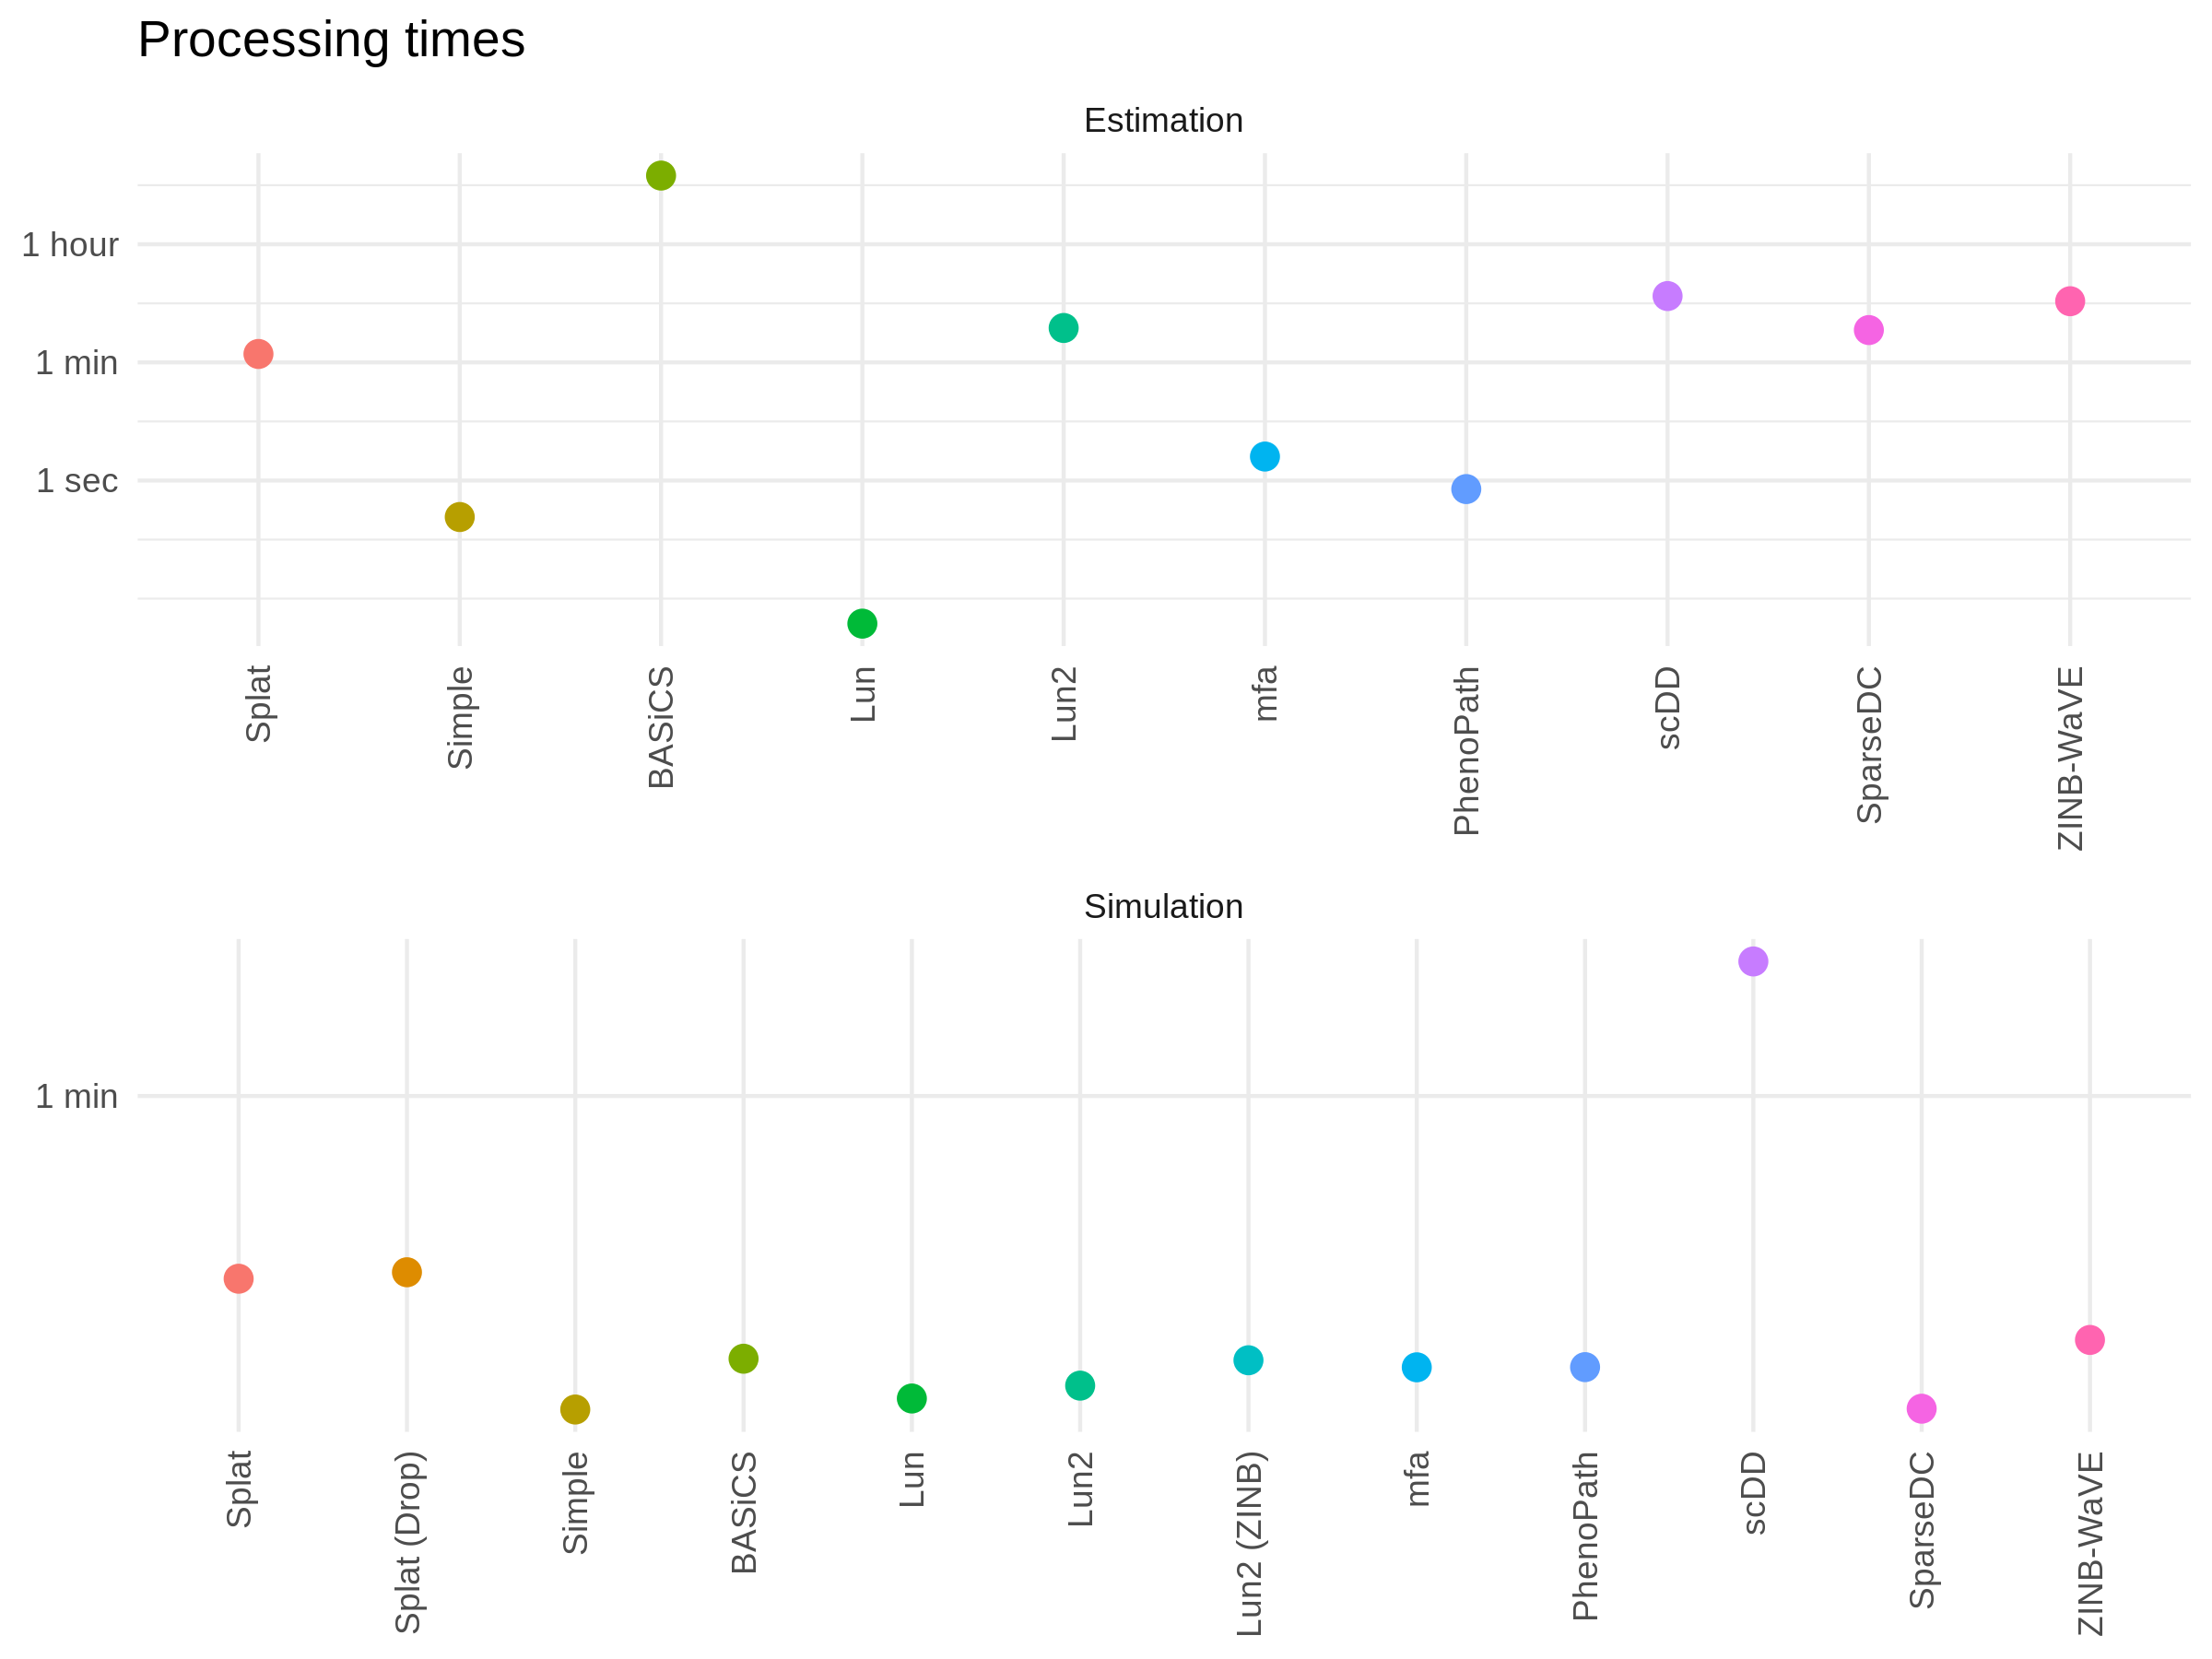 Processing times
Estimation
1 hour
1 min
1 sec
Splat
Simple
BASiCS
Lun
Lun2
mfa
PhenoPath
scDD
SparseDC
ZINB-WaVE
Simulation
1 min
Splat
Splat (Drop)
Simple
BASiCS
Lun
Lun2
Lun2 (ZINB)
mfa
PhenoPath
scDD
SparseDC
ZINB-WaVE